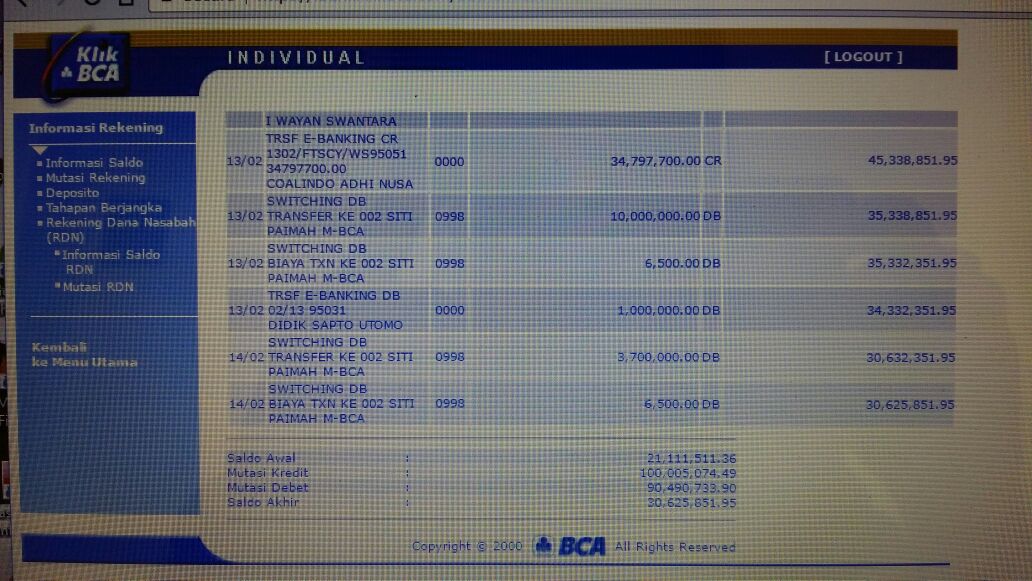 Klik
BCA
INDIVIDUAL
[ LOGOUT ]
Informasi Rekening
Informasi Saldo
Mutasi Rekening
Deposito
Tahapan Berjangka
Rekening Dana Nasabah
(RDN)
Informasi Saldo
RDN
Mutasi RDN
Kembali
ke Menu Utama
I WAYAN SWANTARA
TRSF E-BANKING CR
13/02 1302/FTSCY/WS95051 0000 34,797,700.00 CR 45,338,851.95
34797700.00
COALINDO ADHI NUSA
SWITCHING DB
13/02 TRANSFER KE 002 SITI 0998 10,000,000.00 DB 35,338,851.95
PAIMAH M-BCA
SWITCHING DB
13/02 BIAYA TXN KE 002 SITI 0998 6,500.00 DB 35,332,351.95
PAIMAH M-BCA
TRSF E-BANKING DB
13/02 02/13 95031 0000 1,000,000.00 DB 34,332,351.95
DIDIK SAPTO UTOMO
SWITCHING DB
14/02 TRANSFER KE 002 SITI 0998 3,700,000.00 DB 30,632,351.95
PAIMAH M-BCA
SWITCHING DB
14/02 BIAYA TXN KE 002 SITI 0998 6,500.00 DB 30,625,851.95
PAIMAH M-BCA
Saldo Awal : 21,111,511.36
Mutasi Kredit : 100,005,074.49
Mutasi Debet : 90,490,733.90
Saldo Akhir : 30,625,851.95
Copyright © 2000 BCA All Rights Reserved